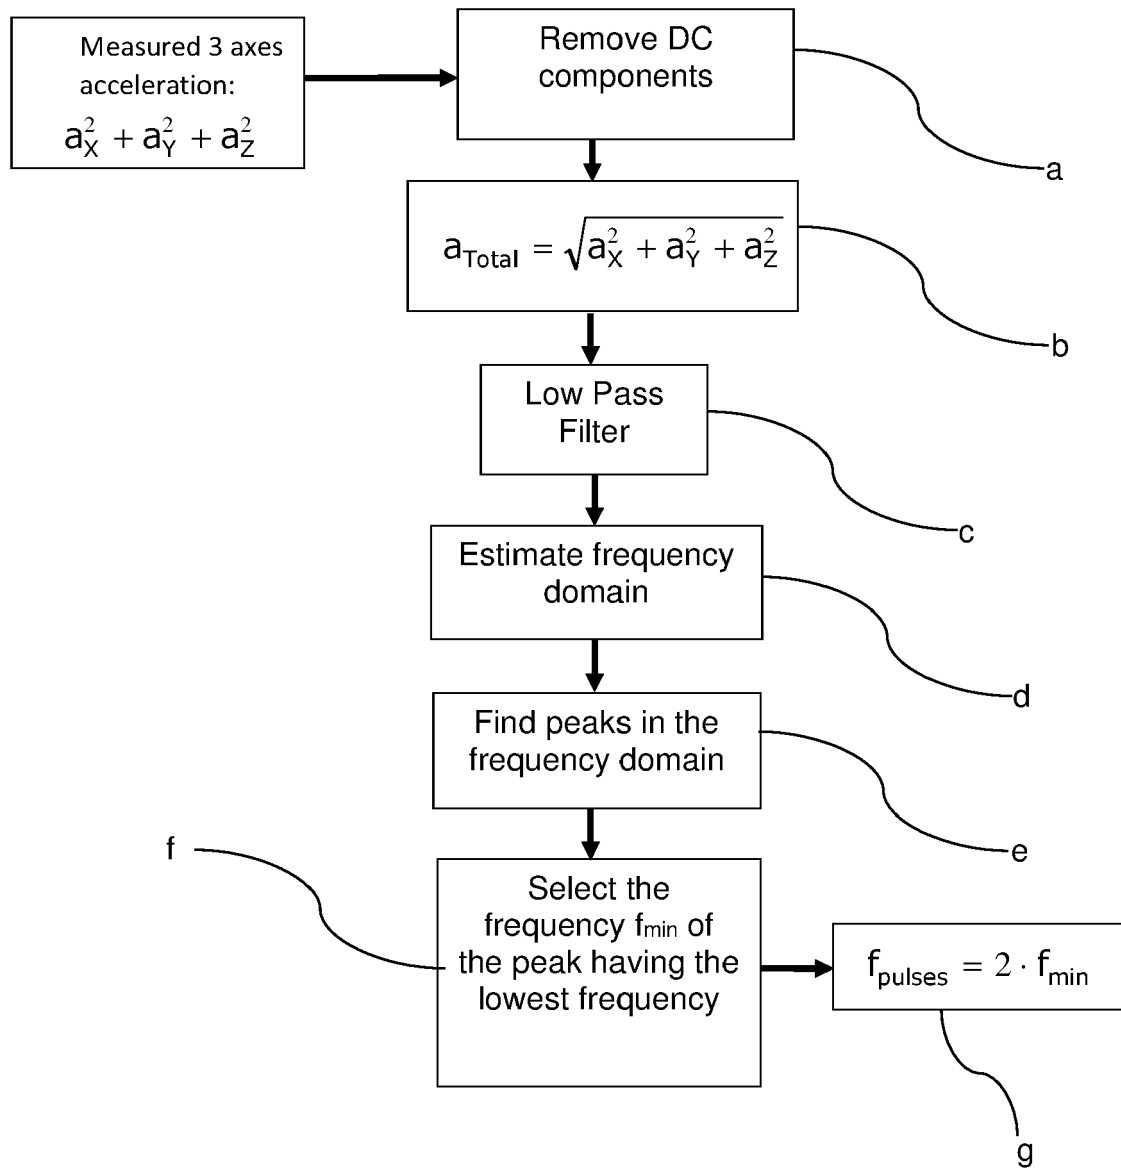 Measured 3 axes
acceleration:
a_X^2 + a_Y^2 + a_Z^2
Remove DC
components
a
a_Total = √(a_X^2 + a_Y^2 + a_Z^2)
b
Low Pass
Filter
c
Estimate frequency
domain
d
Find peaks in the
frequency domain
e
f
Select the
frequency f_min of
the peak having the
lowest frequency
f_pulses = 2 · f_min
g